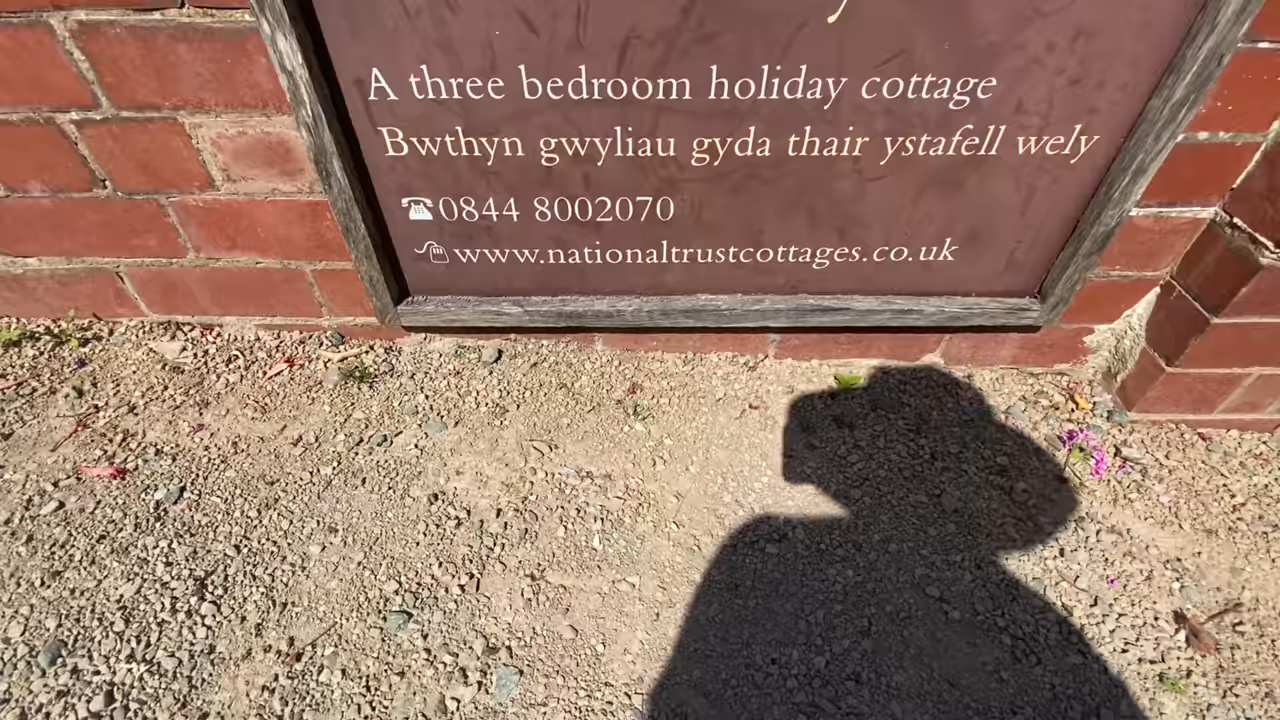 A three bedroom holiday cottage
Bwthyn gwyliau gyda thair ystafell wely
0844 8002070
www.nationaltrustcottages.co.uk